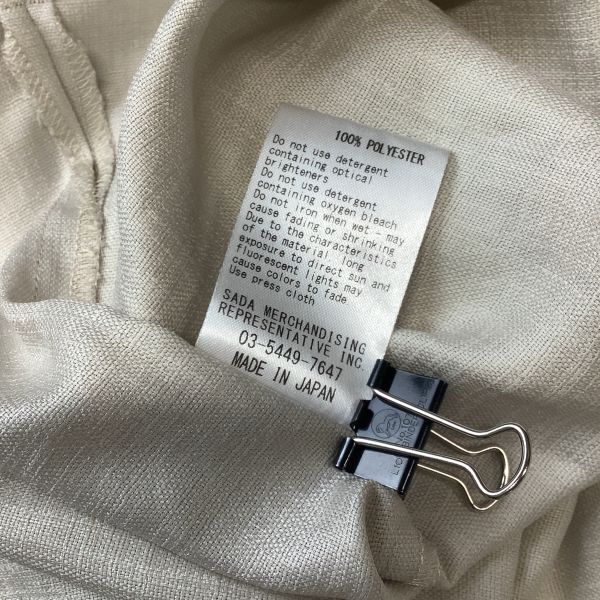 100% POLYESTER
Do not use detergent
containing optical
brighteners
Do not use detergent
containing oxygen bleach
Do not iron when wet - may
cause fading or shrinking
Due to the characteristics
of the material, long
exposure to direct sun and
fluorescent lights may
cause colors to fade
Use press cloth
SADA MERCHANDISING
REPRESENTATIVE INC.
03-5449-7647
MADE IN JAPAN
No.107